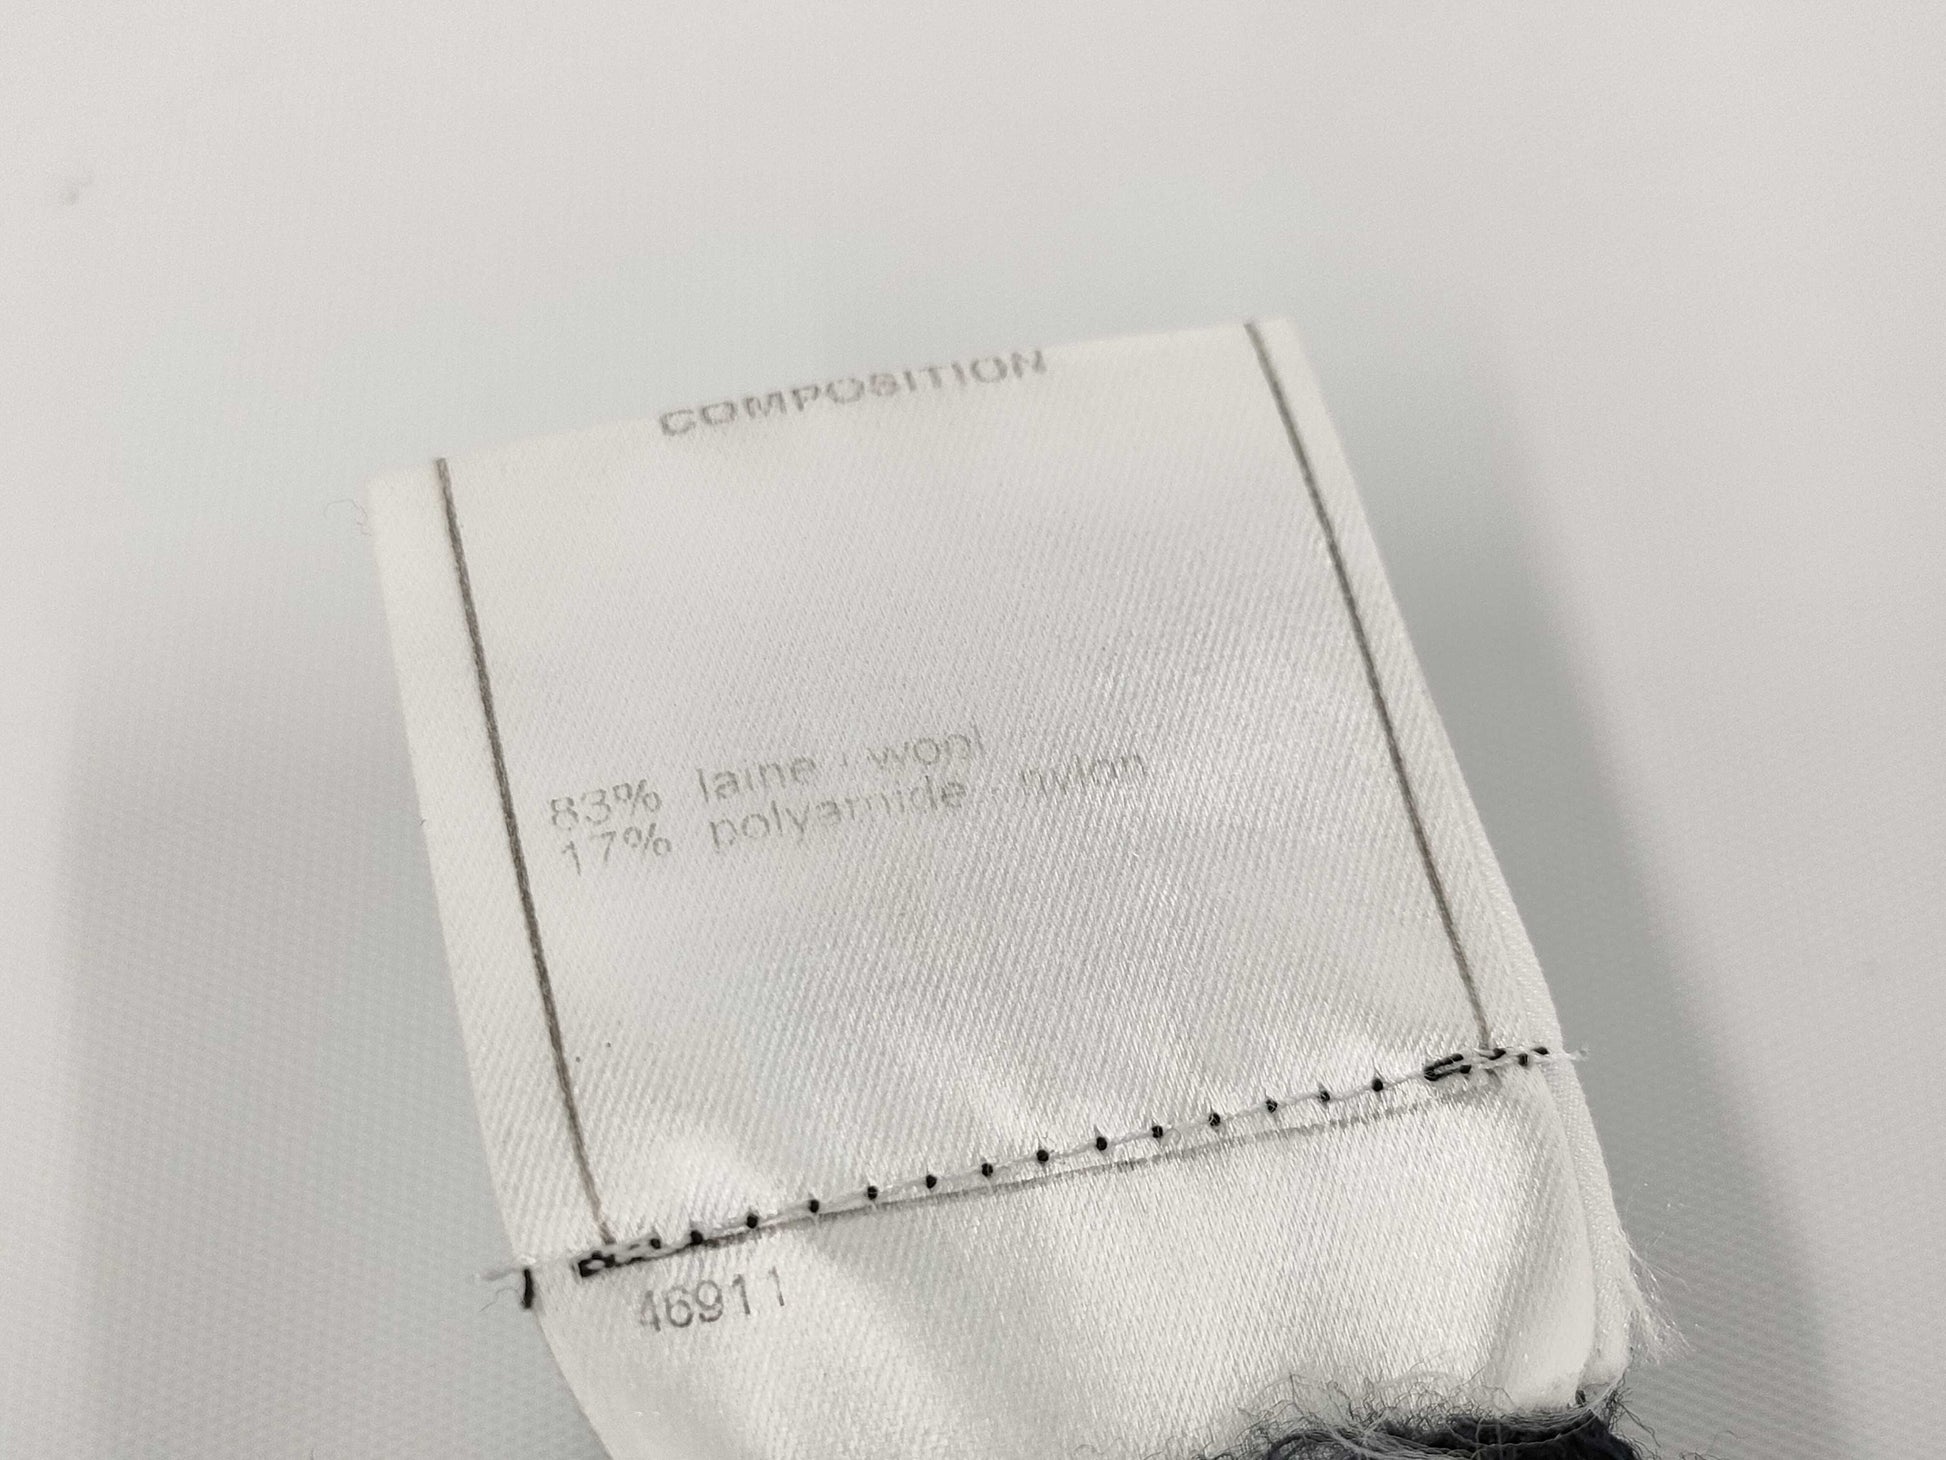 COMPOSITION
83% laine . wool
17% polyamide - nylon
46911